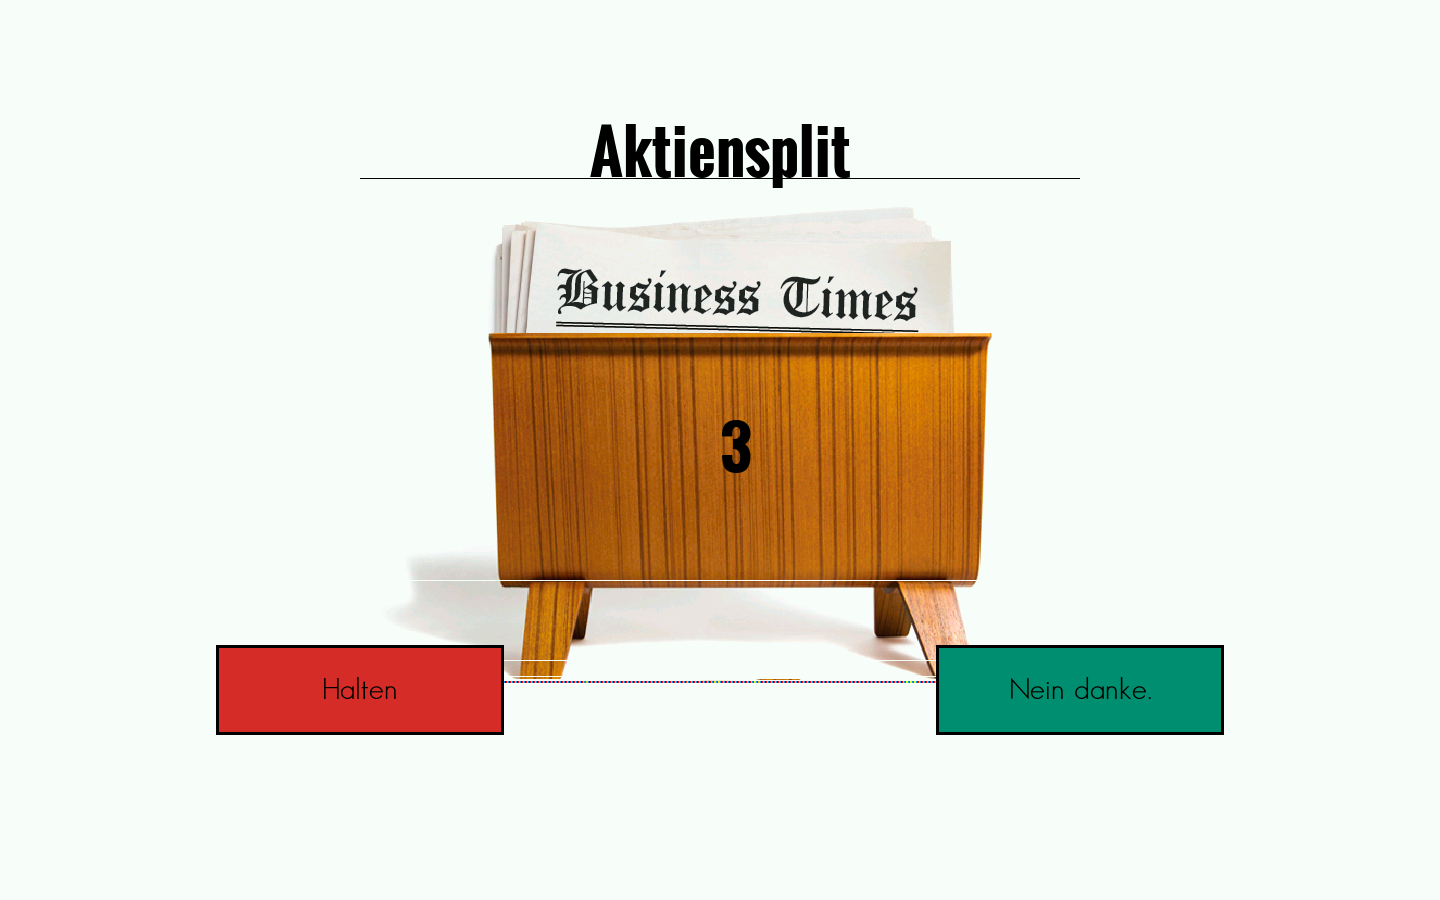 Aktiensplit
Business Times
3
Halten
Nein danke.